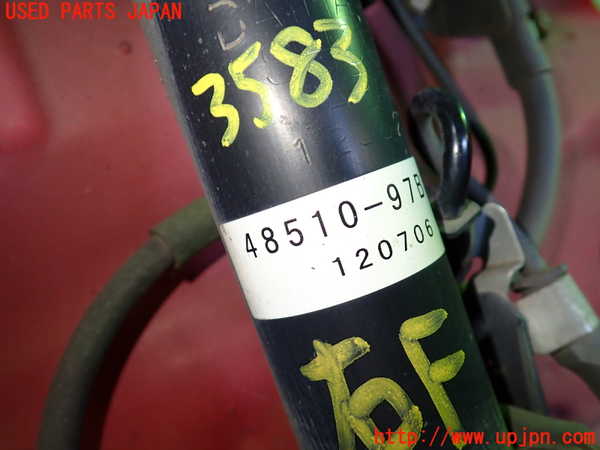 USED PARTS JAPAN
3583
48510-97B
120706
右F
http://www.upjpn.com/